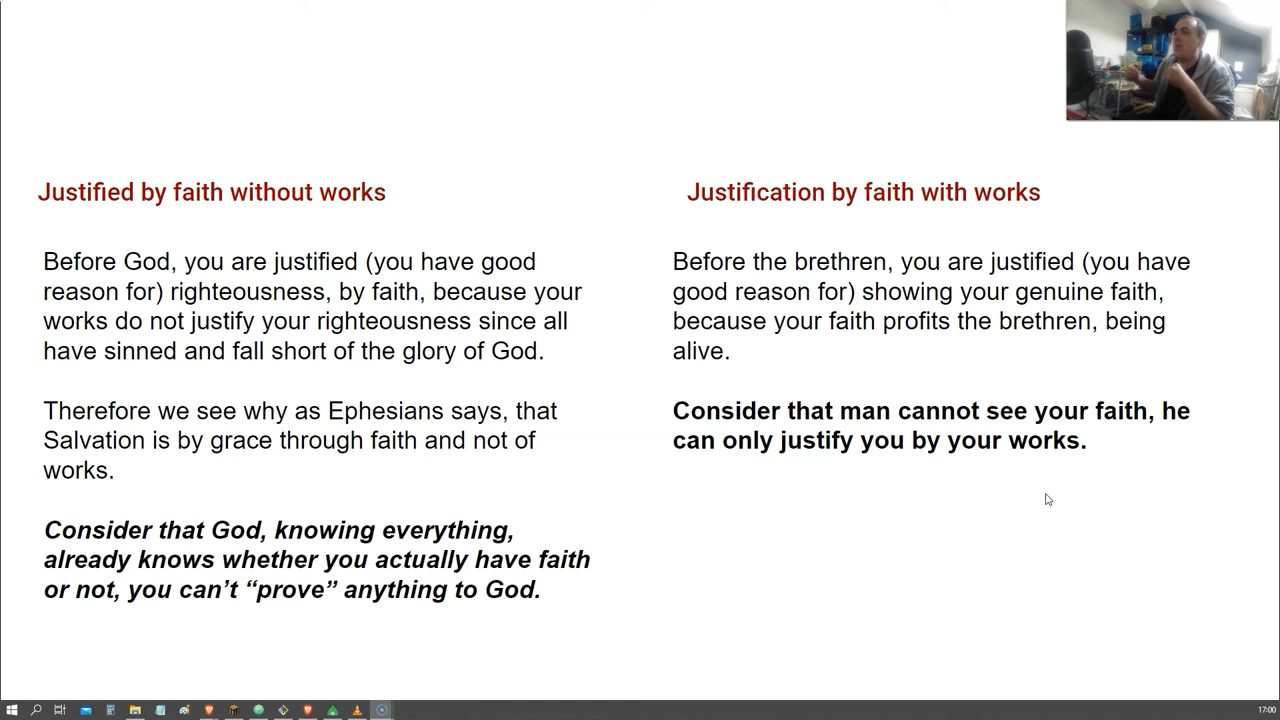 Justified by faith without works
Before God, you are justified (you have good
reason for) righteousness, by faith, because your
works do not justify your righteousness since all
have sinned and fall short of the glory of God.
Therefore we see why as Ephesians says, that
Salvation is by grace through faith and not of
works.
Consider that God, knowing everything,
already knows whether you actually have faith
or not, you can’t “prove” anything to God.
Justification by faith with works
Before the brethren, you are justified (you have
good reason for) showing your genuine faith,
because your faith profits the brethren, being
alive.
Consider that man cannot see your faith, he
can only justify you by your works.
17:00